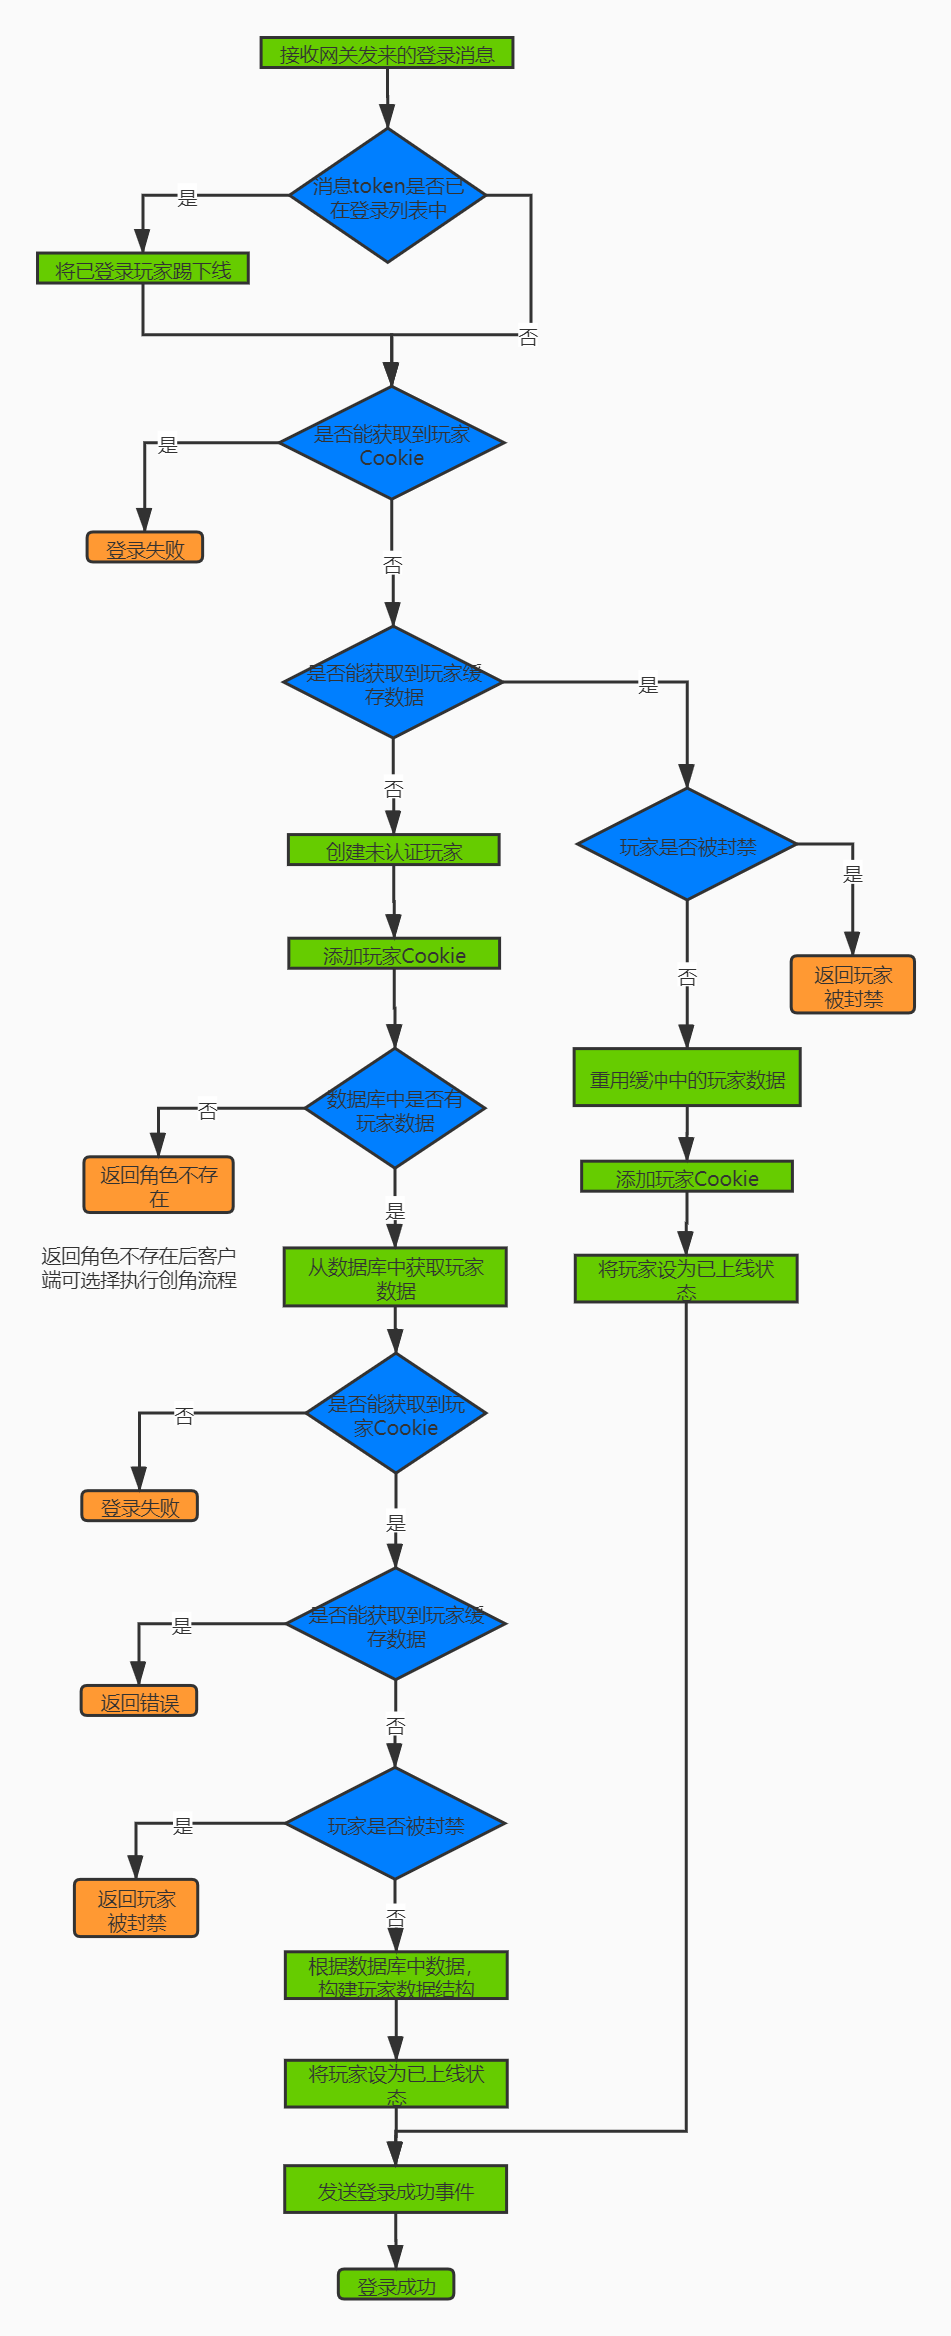 接收网关发来的登录消息
消息token是否已
在登录列表中
是
将已登录玩家踢下线
否
是否能获取到玩家
Cookie
是
登录失败
否
是否能获取到玩家缓
存数据
是
否
玩家是否被封禁
创建未认证玩家
是
添加玩家Cookie
返回玩家
被封禁
否
重用缓冲中的玩家数据
数据库中是否有
玩家数据
否
返回角色不存
在
添加玩家Cookie
是
返回角色不存在后客户
端可选择执行创角流程
从数据库中获取玩家
数据
将玩家设为已上线状
态
是否能获取到玩
家Cookie
否
登录失败
是
是否能获取到玩家缓
存数据
是
返回错误
否
玩家是否被封禁
是
返回玩家
被封禁
否
根据数据库中数据，
构建玩家数据结构
将玩家设为已上线状
态
发送登录成功事件
登录成功